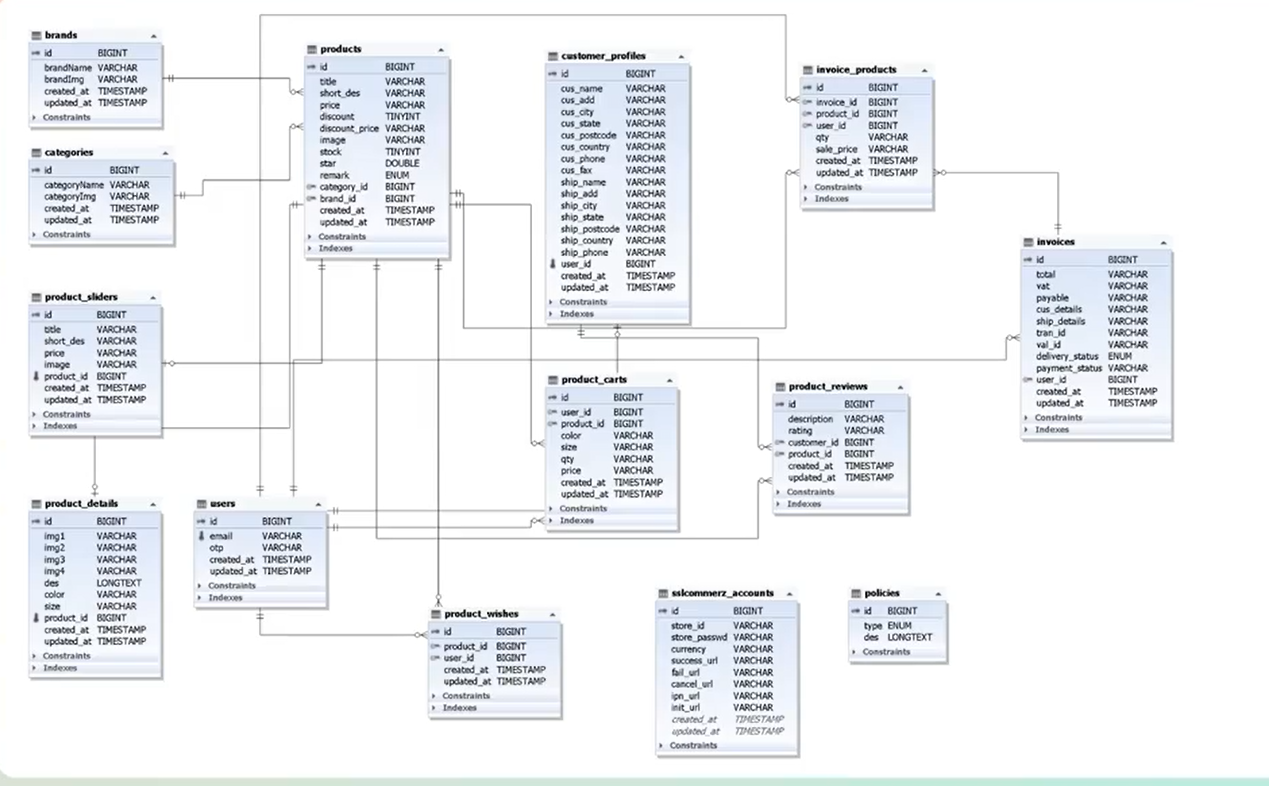 brands
id BIGINT
brandName VARCHAR
brandImg VARCHAR
created_at TIMESTAMP
updated_at TIMESTAMP
Constraints
categories
id BIGINT
categoryName VARCHAR
categoryImg VARCHAR
created_at TIMESTAMP
updated_at TIMESTAMP
Constraints
product_sliders
id BIGINT
title VARCHAR
short_des VARCHAR
price VARCHAR
image VARCHAR
product_id BIGINT
created_at TIMESTAMP
updated_at TIMESTAMP
Constraints
Indexes
product_details
id BIGINT
img1 VARCHAR
img2 VARCHAR
img3 VARCHAR
img4 VARCHAR
des LONGTEXT
color VARCHAR
size VARCHAR
product_id BIGINT
created_at TIMESTAMP
updated_at TIMESTAMP
Constraints
Indexes
products
id BIGINT
title VARCHAR
short_des VARCHAR
price VARCHAR
discount TINYINT
discount_price VARCHAR
image VARCHAR
stock TINYINT
star DOUBLE
remark ENUM
category_id BIGINT
brand_id BIGINT
created_at TIMESTAMP
updated_at TIMESTAMP
Constraints
Indexes
users
id BIGINT
email VARCHAR
otp VARCHAR
created_at TIMESTAMP
updated_at TIMESTAMP
Constraints
Indexes
customer_profiles
id BIGINT
cus_name VARCHAR
cus_add VARCHAR
cus_city VARCHAR
cus_state VARCHAR
cus_postcode VARCHAR
cus_country VARCHAR
cus_phone VARCHAR
cus_fax VARCHAR
ship_name VARCHAR
ship_add VARCHAR
ship_city VARCHAR
ship_state VARCHAR
ship_postcode VARCHAR
ship_country VARCHAR
ship_phone VARCHAR
user_id BIGINT
created_at TIMESTAMP
updated_at TIMESTAMP
Constraints
Indexes
product_carts
id BIGINT
user_id BIGINT
product_id BIGINT
color VARCHAR
size VARCHAR
qty VARCHAR
price VARCHAR
created_at TIMESTAMP
updated_at TIMESTAMP
Constraints
Indexes
product_wishes
id BIGINT
product_id BIGINT
user_id BIGINT
created_at TIMESTAMP
updated_at TIMESTAMP
Constraints
Indexes
invoice_products
id BIGINT
invoice_id BIGINT
product_id BIGINT
user_id BIGINT
qty VARCHAR
sale_price VARCHAR
created_at TIMESTAMP
updated_at TIMESTAMP
Constraints
Indexes
product_reviews
id BIGINT
description VARCHAR
rating VARCHAR
customer_id BIGINT
product_id BIGINT
created_at TIMESTAMP
updated_at TIMESTAMP
Constraints
Indexes
invoices
id BIGINT
total VARCHAR
vat VARCHAR
payable VARCHAR
cus_details VARCHAR
ship_details VARCHAR
tran_id VARCHAR
val_id VARCHAR
delivery_status ENUM
payment_status VARCHAR
user_id BIGINT
created_at TIMESTAMP
updated_at TIMESTAMP
Constraints
Indexes
sslcommerz_accounts
id BIGINT
store_id VARCHAR
store_passwd VARCHAR
currency VARCHAR
success_url VARCHAR
fail_url VARCHAR
cancel_url VARCHAR
ipn_url VARCHAR
init_url VARCHAR
created_at TIMESTAMP
updated_at TIMESTAMP
Constraints
policies
id BIGINT
type ENUM
des LONGTEXT
Constraints